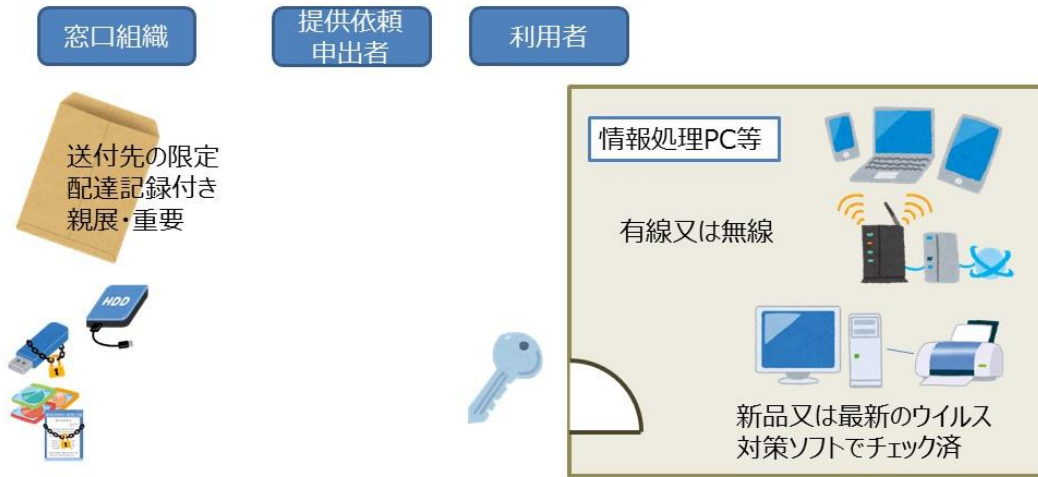 窓口組織
提供依頼
申出者
利用者
送付先の限定
配達記録付き
親展・重要
HDD
情報処理PC等
有線又は無線
新品又は最新のウイルス
対策ソフトでチェック済